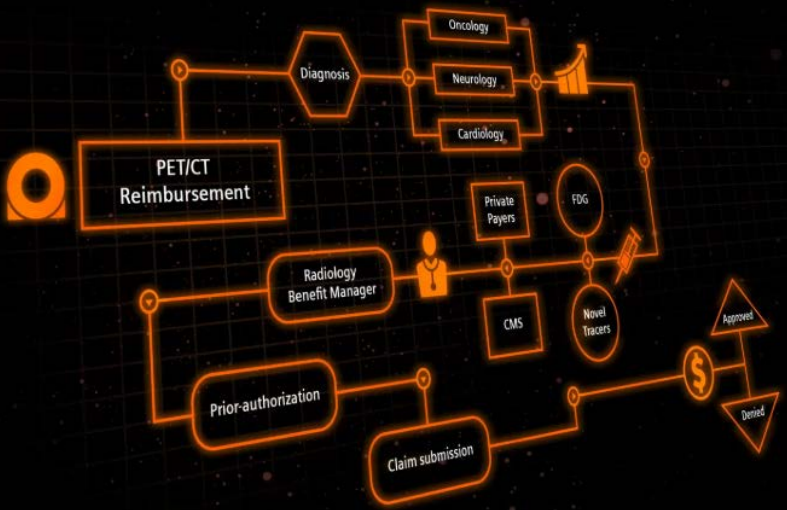 PET/CT
Reimbursement
Diagnosis
Oncology
Neurology
Cardiology
FDG
Novel
Tracers
Private
Payers
CMS
Radiology
Benefit Manager
Prior-authorization
Claim submission
$
Approved
Denied